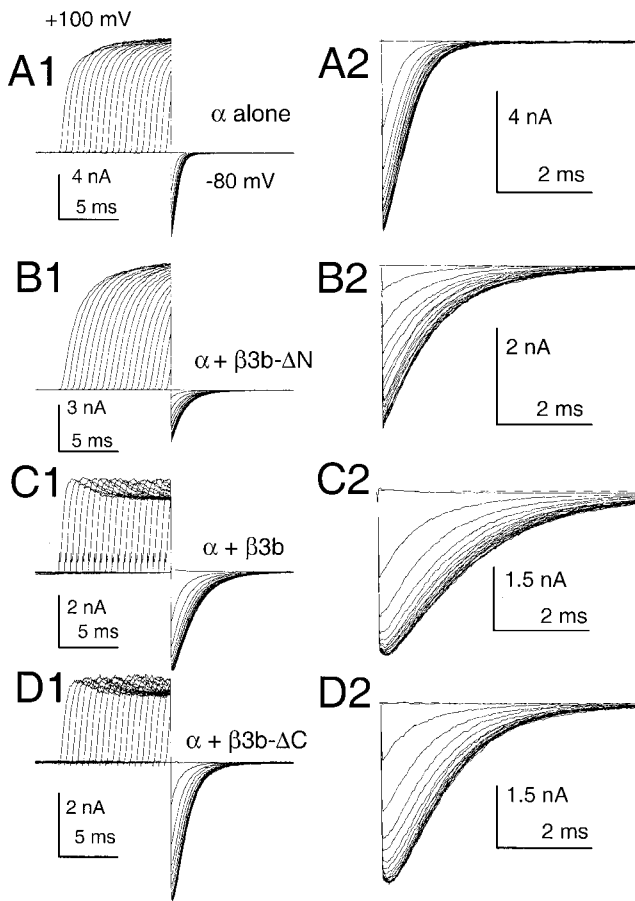 +100 mV
A1
α alone
4 nA
5 ms
-80 mV
A2
4 nA
2 ms
B1
α + β3b-ΔN
3 nA
5 ms
B2
2 nA
2 ms
C1
α + β3b
2 nA
5 ms
C2
1.5 nA
2 ms
D1
α + β3b-ΔC
2 nA
5 ms
D2
1.5 nA
2 ms